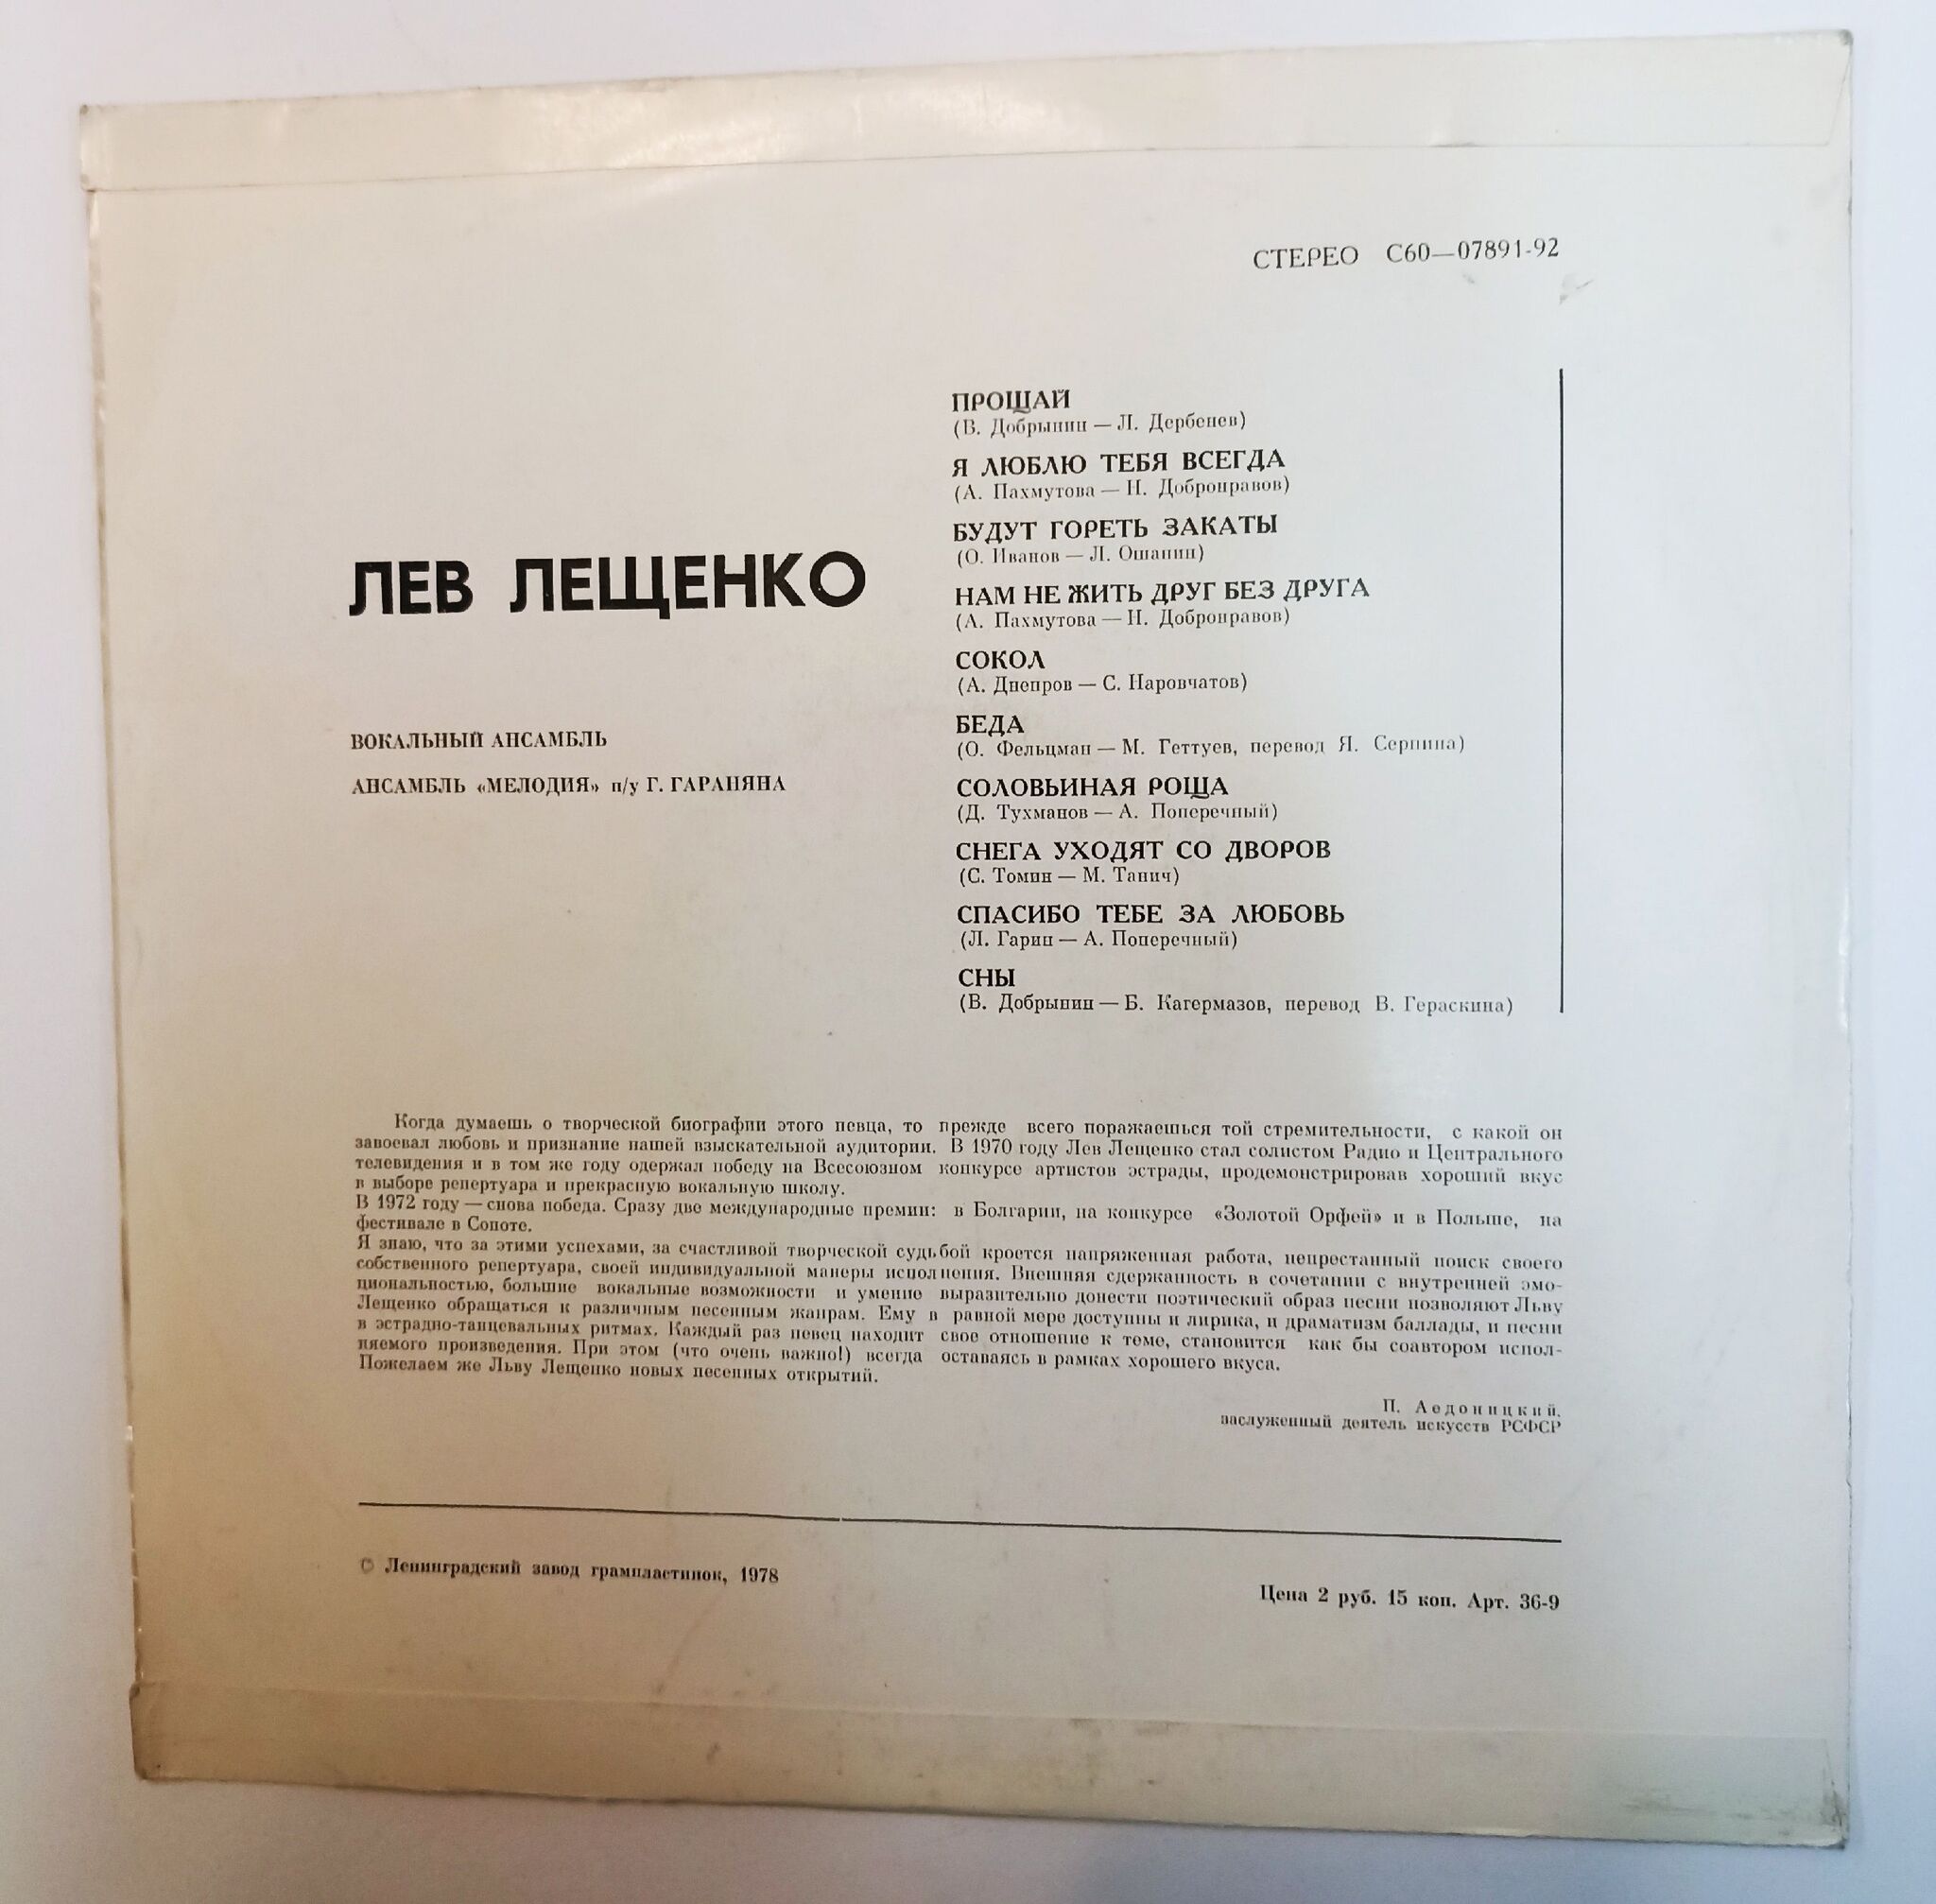 СТЕРЕО С60—07891-92
ЛЕВ ЛЕЩЕНКО
ВОКАЛЬНЫЙ АНСАМБЛЬ
АНСАМБЛЬ «МЕЛОДИЯ» п/у Г. ГАРАНЯНА
ПРОЩАЙ
(В. Добрынин — Л. Дербенев)
Я ЛЮБЛЮ ТЕБЯ ВСЕГДА
(А. Пахмутова — Н. Добронравов)
БУДУТ ГОРЕТЬ ЗАКАТЫ
(О. Иванов — Л. Ошанин)
НАМ НЕ ЖИТЬ ДРУГ БЕЗ ДРУГА
(А. Пахмутова — Н. Добронравов)
СОКОЛ
(А. Днепров — С. Наровчатов)
БЕДА
(О. Фельцман — М. Геттуев, перевод Я. Серпина)
СОЛОВЬИНАЯ РОЩА
(Д. Тухманов — А. Поперечный)
СНЕГА УХОДЯТ СО ДВОРОВ
(С. Томин — М. Танич)
СПАСИБО ТЕБЕ ЗА ЛЮБОВЬ
(Л. Гарин — А. Поперечный)
СНЫ
(В. Добрынин — Б. Кагермазов, перевод В. Гераскина)
Когда думаешь о творческой биографии этого певца, то прежде всего поражаешься той стремительности, с какой он
завоевал любовь и признание нашей взыскательной аудитории. В 1970 году Лев Лещенко стал солистом Радио и Центрального
телевидения и в том же году одержал победу на Всесоюзном конкурсе артистов эстрады, продемонстрировав хороший вкус
в выборе репертуара и прекрасную вокальную школу.
В 1972 году — снова победа. Сразу две международные премии: в Болгарии, на конкурсе «Золотой Орфей» и в Польше, на
фестивале в Сопоте.
Я знаю, что за этими успехами, за счастливой творческой судьбой кроется напряженная работа, непрестанный поиск своего
собственного репертуара, своей индивидуальной манеры исполнения. Внешняя сдержанность в сочетании с внутренней эмо-
циональностью, большие вокальные возможности и умение выразительно донести поэтический образ песни позволяют Льву
Лещенко обращаться к различным песенным жанрам. Ему в равной мере доступны и лирика, и драматизм баллады, и песни
в эстрадно-танцевальных ритмах. Каждый раз певец находит свое отношение к теме, становится как бы соавтором испол-
няемого произведения. При этом (что очень важно!) всегда оставаясь в рамках хорошего вкуса.
Пожелаем же Льву Лещенко новых песенных открытий.
П. Аедоницкий,
заслуженный деятель искусств РСФСР
© Ленинградский завод грампластинок, 1978
Цена 2 руб. 15 коп. Арт. 36-9